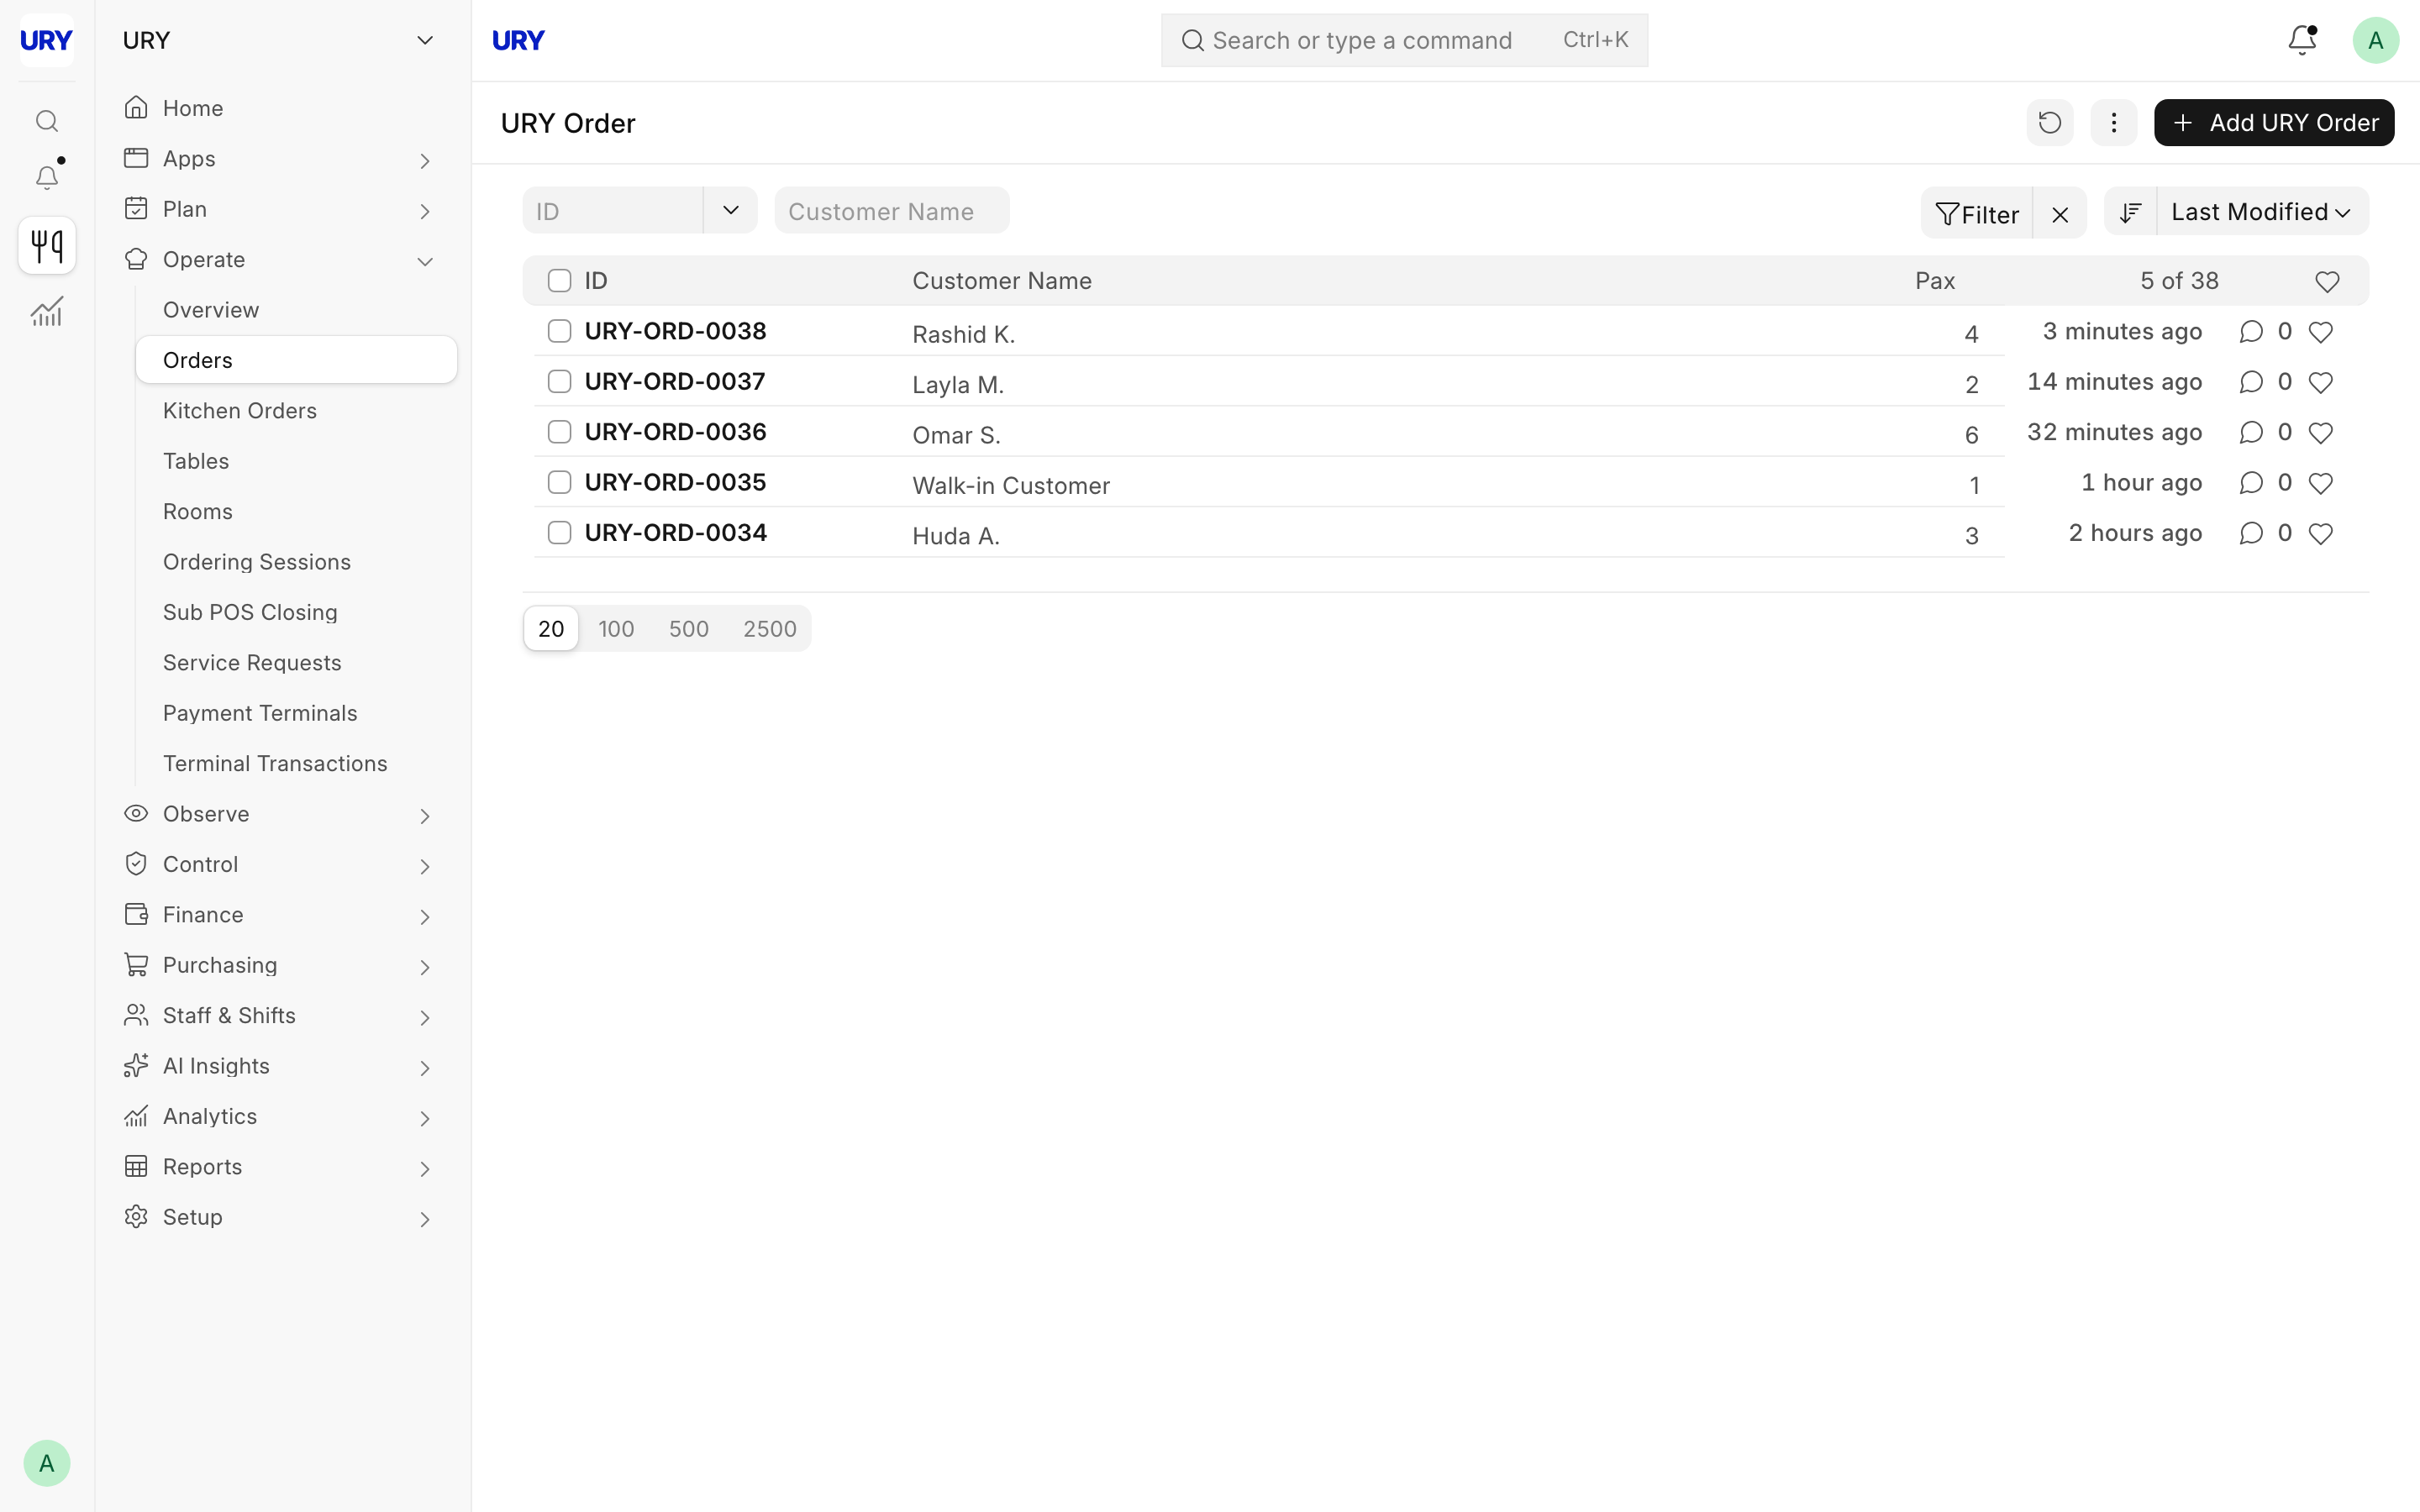 URY
URY
URY
Search or type a command Ctrl+K
A
Home
Apps
Plan
Operate
Overview
Orders
Kitchen Orders
Tables
Rooms
Ordering Sessions
Sub POS Closing
Service Requests
Payment Terminals
Terminal Transactions
Observe
Control
Finance
Purchasing
Staff & Shifts
AI Insights
Analytics
Reports
Setup
A
URY Order
Add URY Order
ID Customer Name Filter Last Modified
ID Customer Name Pax 5 of 38
URY-ORD-0038 Rashid K. 4 3 minutes ago 0
URY-ORD-0037 Layla M. 2 14 minutes ago 0
URY-ORD-0036 Omar S. 6 32 minutes ago 0
URY-ORD-0035 Walk-in Customer 1 1 hour ago 0
URY-ORD-0034 Huda A. 3 2 hours ago 0
20 100 500 2500